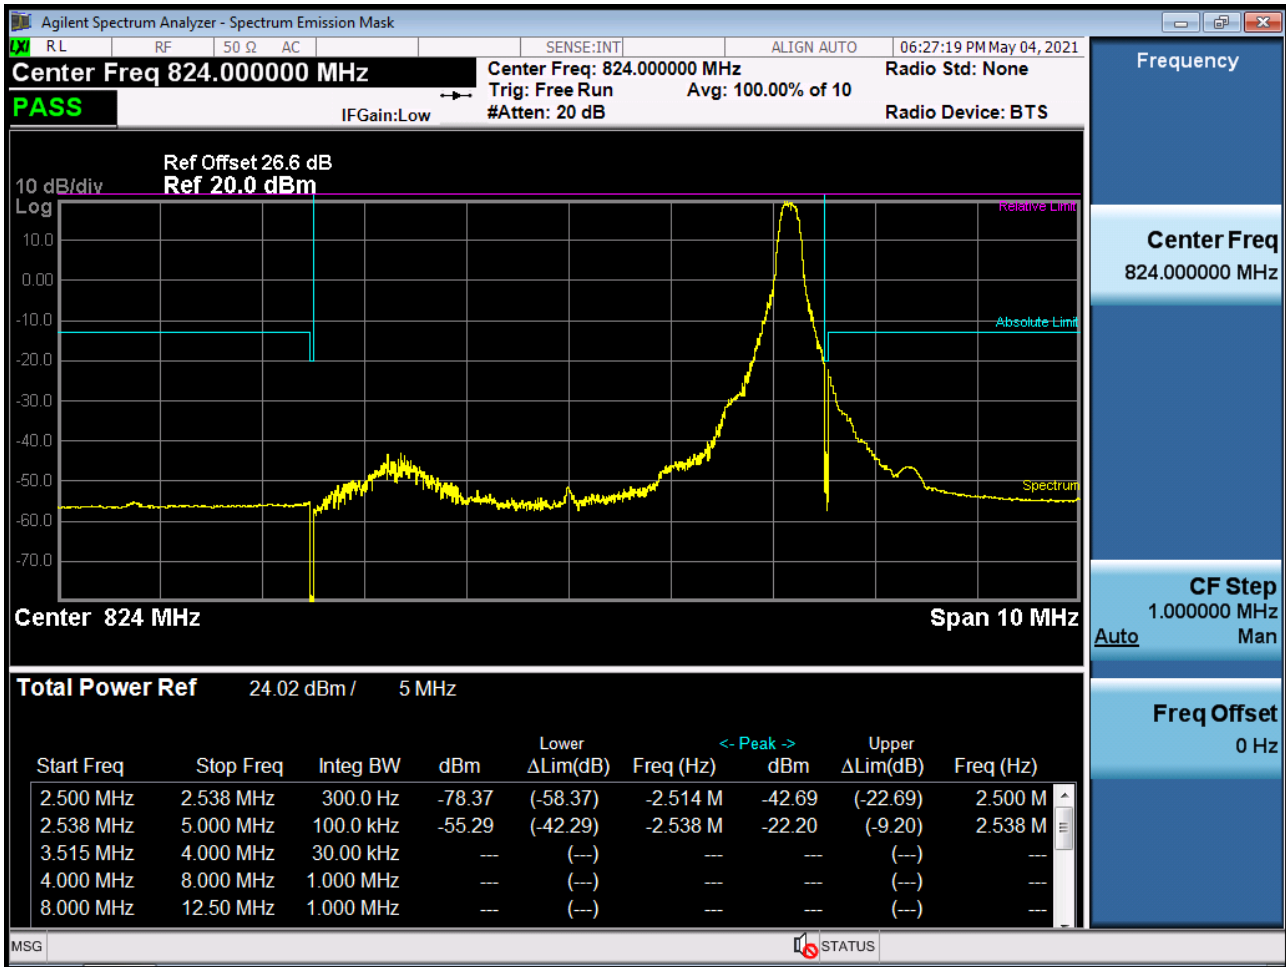 Agilent Spectrum Analyzer - Spectrum Emission Mask
LXI RL RF 50 Ω AC SENSE:INT ALIGN AUTO 06:27:19 PM May 04, 2021
Center Freq 824.000000 MHz
Center Freq: 824.000000 MHz
Radio Std: None
Trig: Free Run Avg: 100.00% of 10
PASS
IFGain:Low
#Atten: 20 dB
Radio Device: BTS
Ref Offset 26.6 dB
10 dB/div Ref 20.0 dBm
Log
Relative Limit
10.0
0.00
-10.0
Absolute Limit
-20.0
-30.0
-40.0
-50.0
Spectrum
-60.0
-70.0
Center 824 MHz Span 10 MHz
Total Power Ref 24.02 dBm / 5 MHz
Lower <- Peak -> Upper
Start Freq Stop Freq Integ BW dBm ΔLim(dB) Freq (Hz) dBm ΔLim(dB) Freq (Hz)
2.500 MHz 2.538 MHz 300.0 Hz -78.37 (-58.37) -2.514 M -42.69 (-22.69) 2.500 M
2.538 MHz 5.000 MHz 100.0 kHz -55.29 (-42.29) -2.538 M -22.20 (-9.20) 2.538 M
3.515 MHz 4.000 MHz 30.00 kHz --- (---) --- --- (---) ---
4.000 MHz 8.000 MHz 1.000 MHz --- (---) --- --- (---) ---
8.000 MHz 12.50 MHz 1.000 MHz --- (---) --- --- (---) ---
MSG STATUS
Frequency
Center Freq
824.000000 MHz
CF Step
1.000000 MHz
Auto Man
Freq Offset
0 Hz